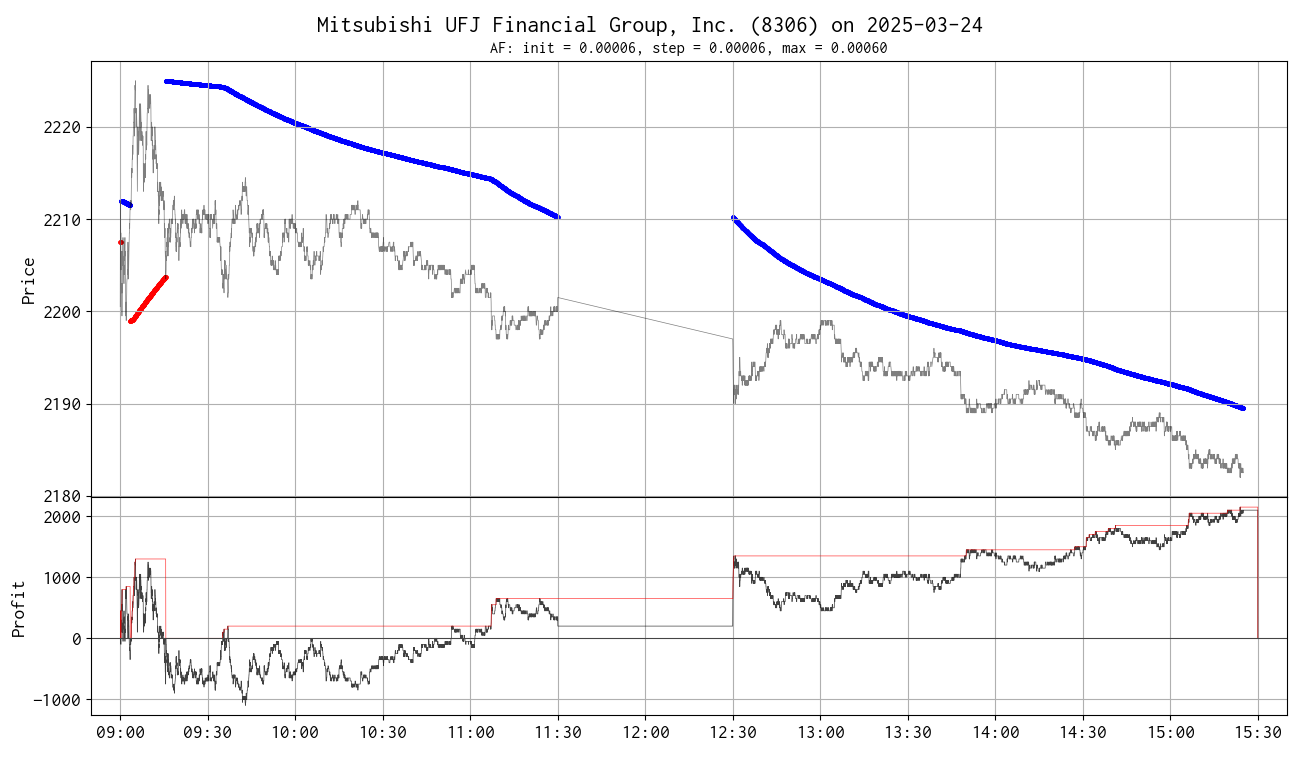 Mitsubishi UFJ Financial Group, Inc. (8306) on 2025-03-24
AF: init = 0.00006, step = 0.00006, max = 0.00060
Price
2220
2210
2200
2190
2180
Profit
2000
1000
0
−1000
09:00 09:30 10:00 10:30 11:00 11:30 12:00 12:30 13:00 13:30 14:00 14:30 15:00 15:30